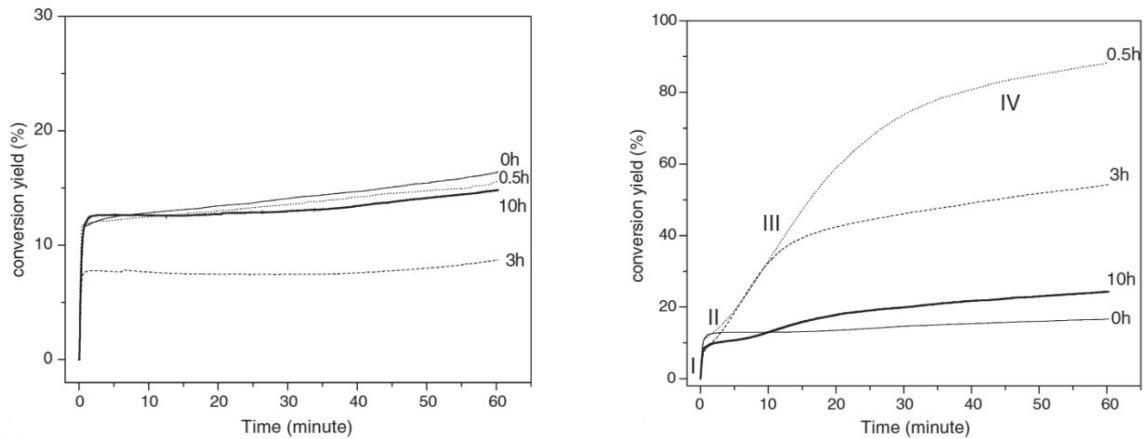 30
20
10
0
conversion yield (%)
0h
0.5h
10h
3h
0 10 20 30 40 50 60
Time (minute)
100
80
60
40
20
0
conversion yield (%)
0.5h
IV
3h
III
10h
II
0h
I
0 10 20 30 40 50 60
Time (minute)